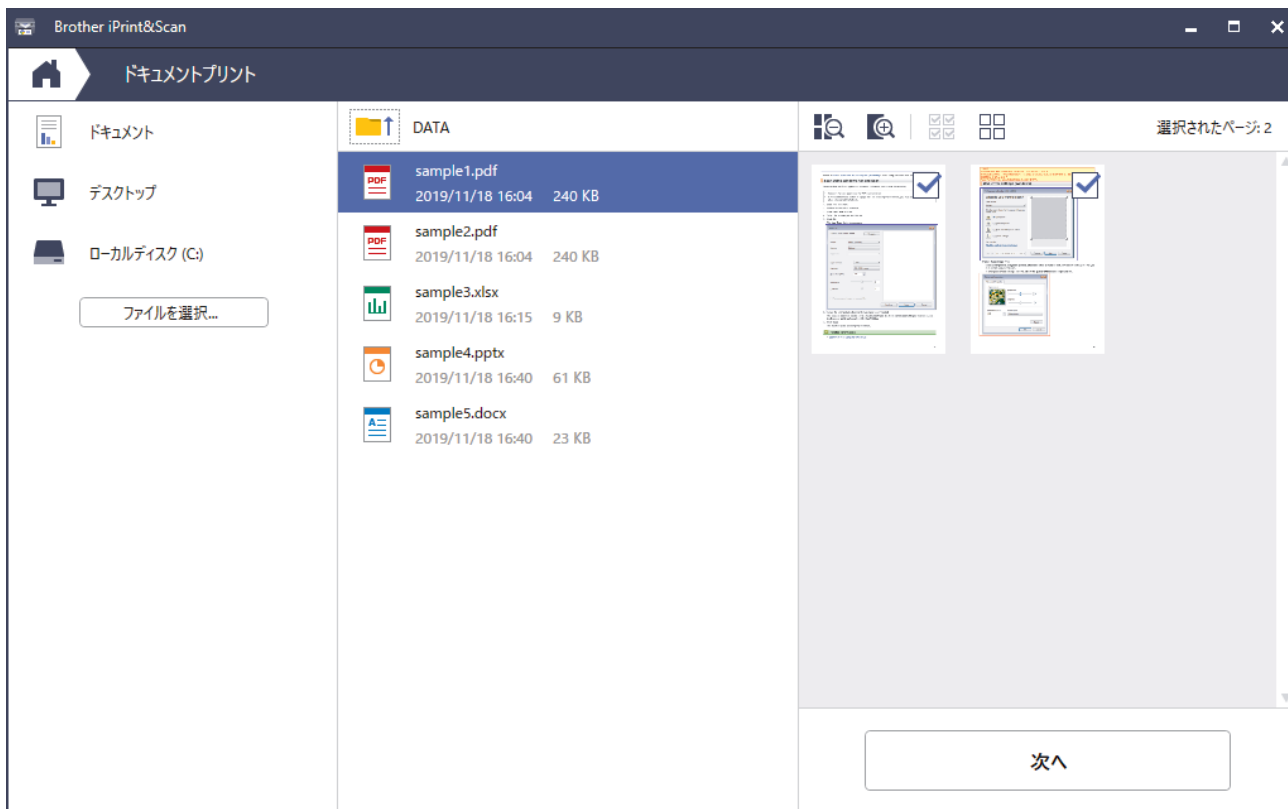 Brother iPrint&Scan
ドキュメントプリント
ドキュメント
デスクトップ
ローカルディスク (C:)
ファイルを選択...
DATA
PDF
sample1.pdf
2019/11/18 16:04 240 KB
PDF
sample2.pdf
2019/11/18 16:04 240 KB
sample3.xlsx
2019/11/18 16:15 9 KB
sample4.pptx
2019/11/18 16:40 61 KB
A
sample5.docx
2019/11/18 16:40 23 KB
選択されたページ: 2
次へ